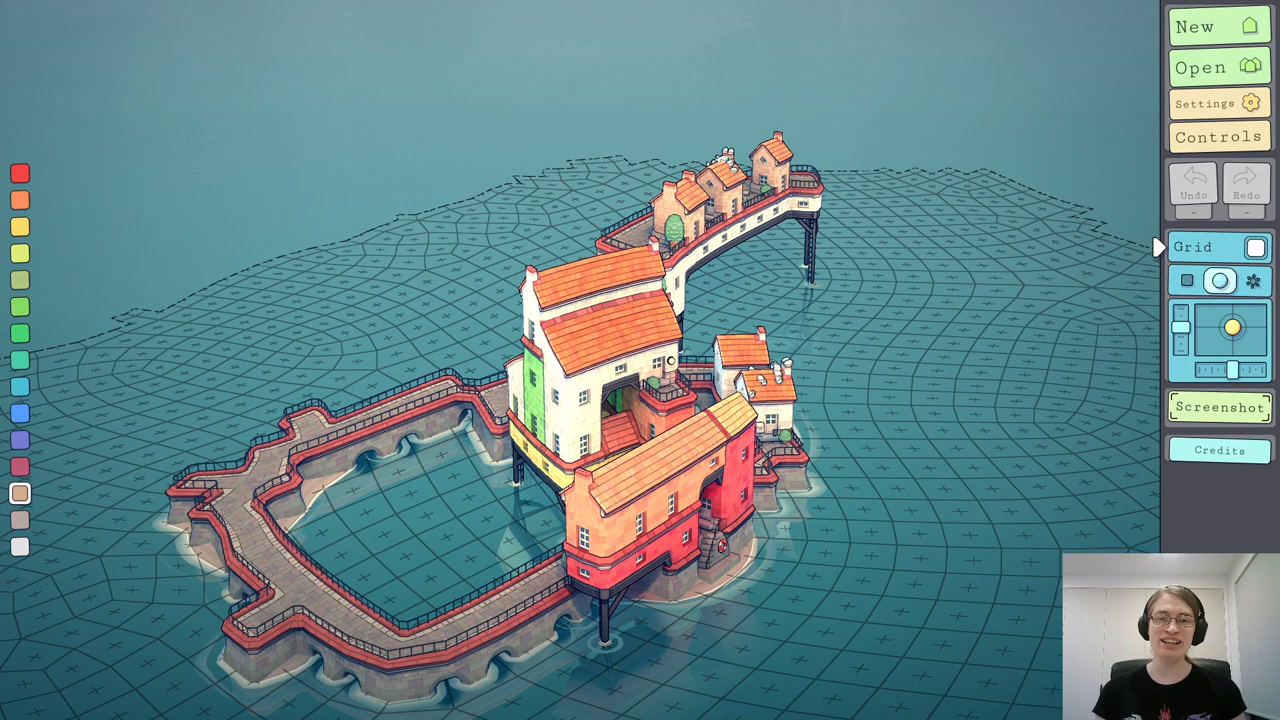 New
Open
Settings
Controls
Undo
Redo
Grid
Screenshot
Credits